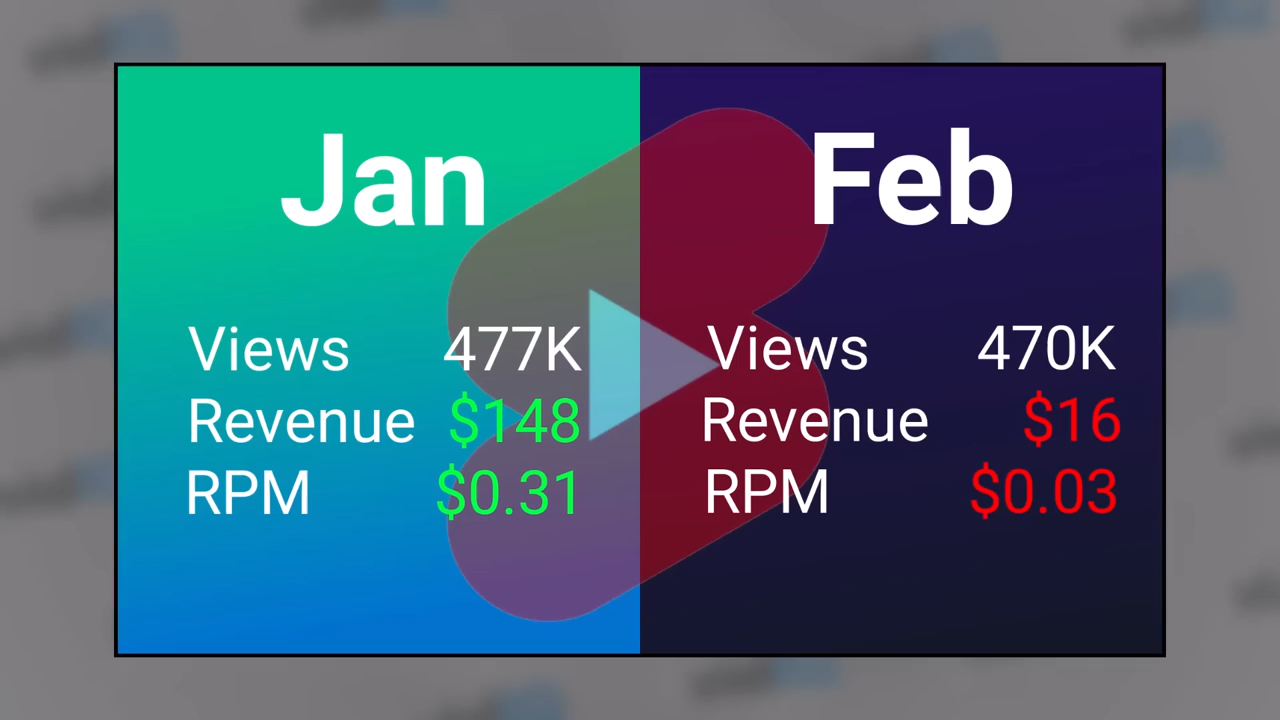 Jan
Views 477K
Revenue $148
RPM $0.31
Feb
Views 470K
Revenue $16
RPM $0.03